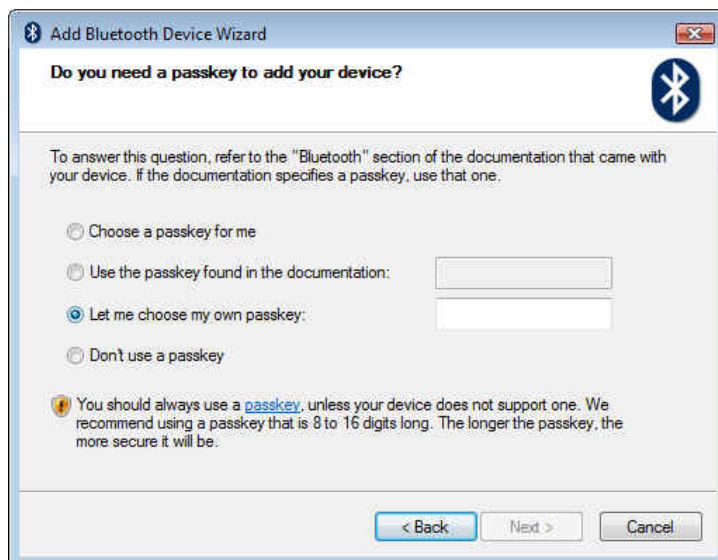 Add Bluetooth Device Wizard
Do you need a passkey to add your device?
To answer this question, refer to the "Bluetooth" section of the documentation that came with
your device. If the documentation specifies a passkey, use that one.
Choose a passkey for me
Use the passkey found in the documentation:
Let me choose my own passkey:
Don't use a passkey
You should always use a passkey, unless your device does not support one. We
recommend using a passkey that is 8 to 16 digits long. The longer the passkey, the
more secure it will be.
< Back Next > Cancel